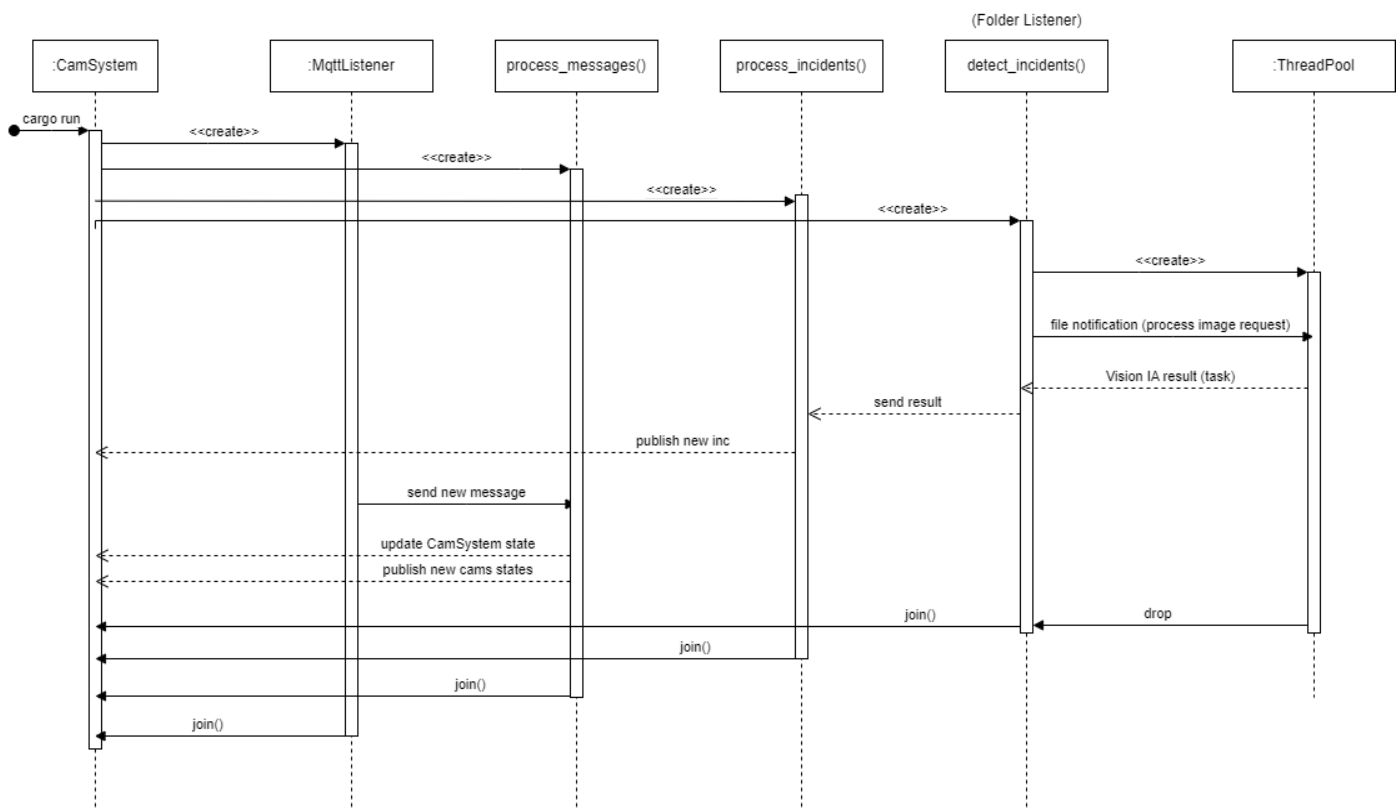 (Folder Listener)
:CamSystem
:MqttListener
process_messages()
process_incidents()
detect_incidents()
:ThreadPool
cargo run
<<create>>
<<create>>
<<create>>
<<create>>
<<create>>
file notification (process image request)
Vision IA result (task)
send result
publish new inc
send new message
update CamSystem state
publish new cams states
join()
drop
join()
join()
join()